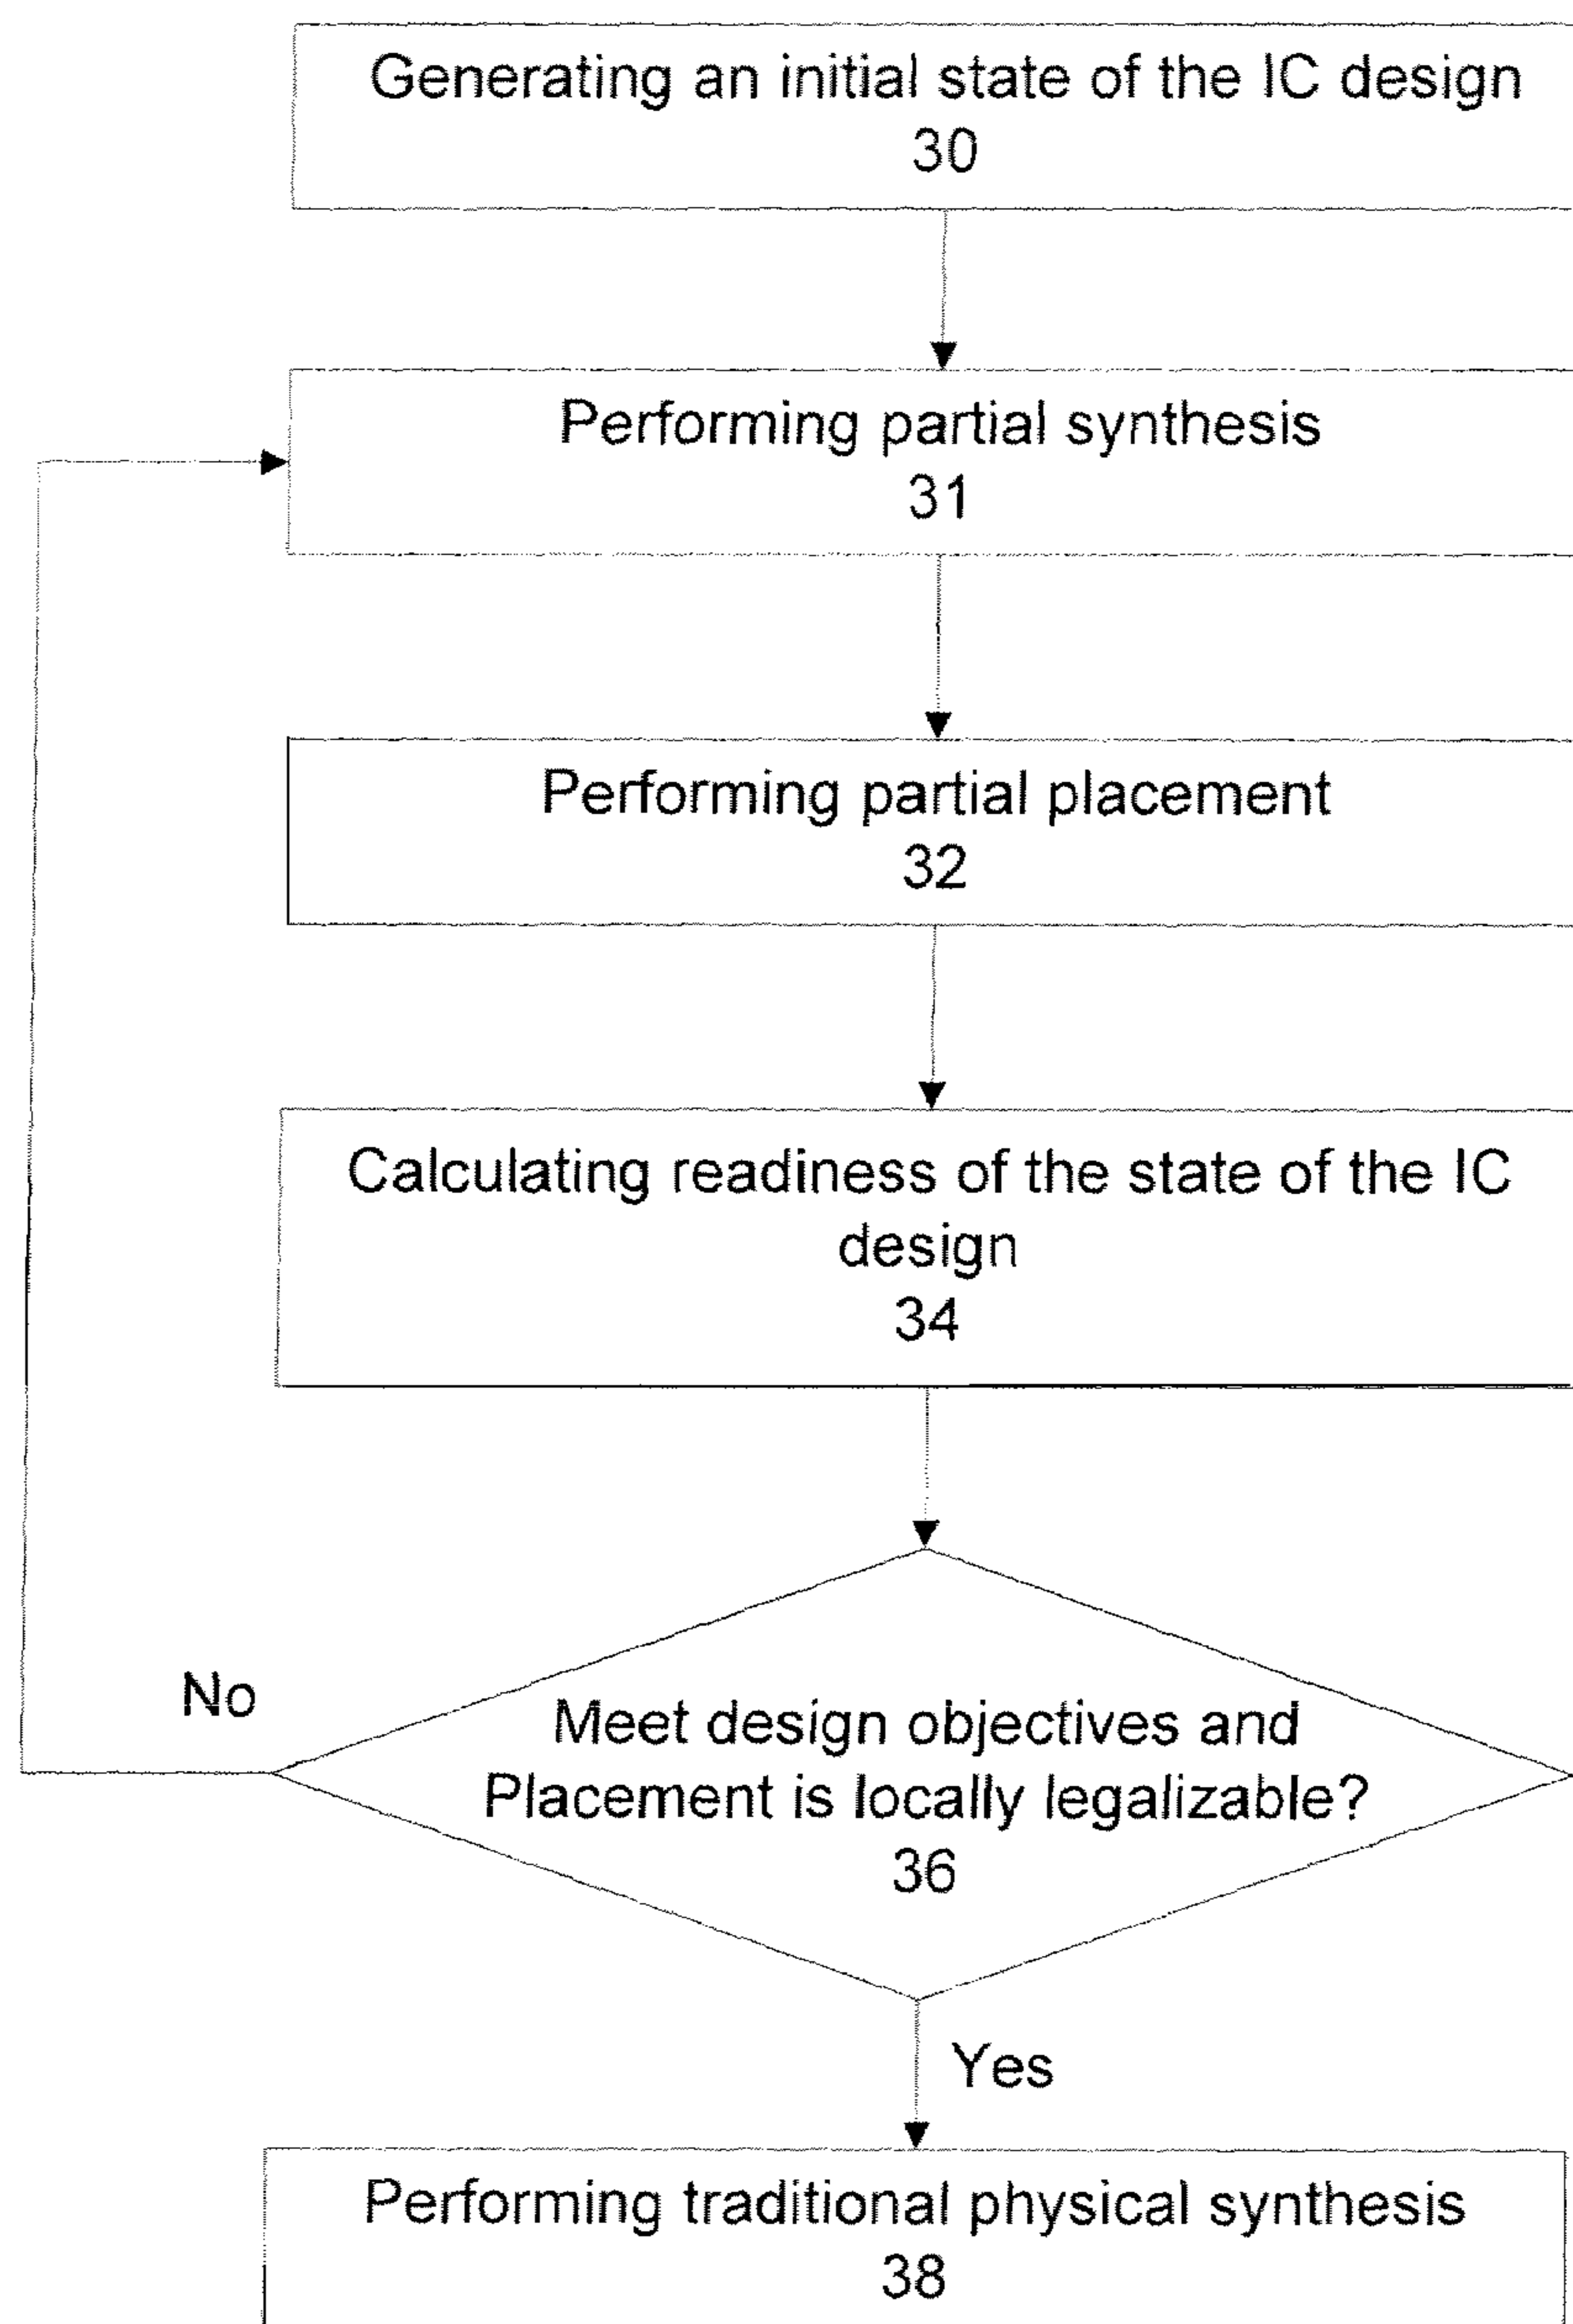 Generating an initial state of the IC design
30
Performing partial synthesis
31
Performing partial placement
32
Calculating readiness of the state of the IC
design
34
No
Meet design objectives and
Placement is locally legalizable?
36
Yes
Performing traditional physical synthesis
38